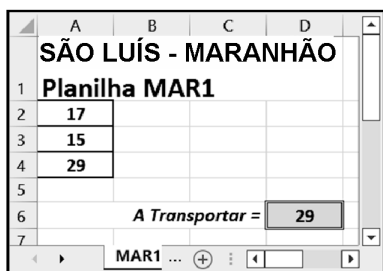 A B C D
SÃO LUÍS - MARANHÃO
1 Planilha MAR1
2 17
3 15
4 29
5
6 A Transportar = 29
7
MAR1 ...